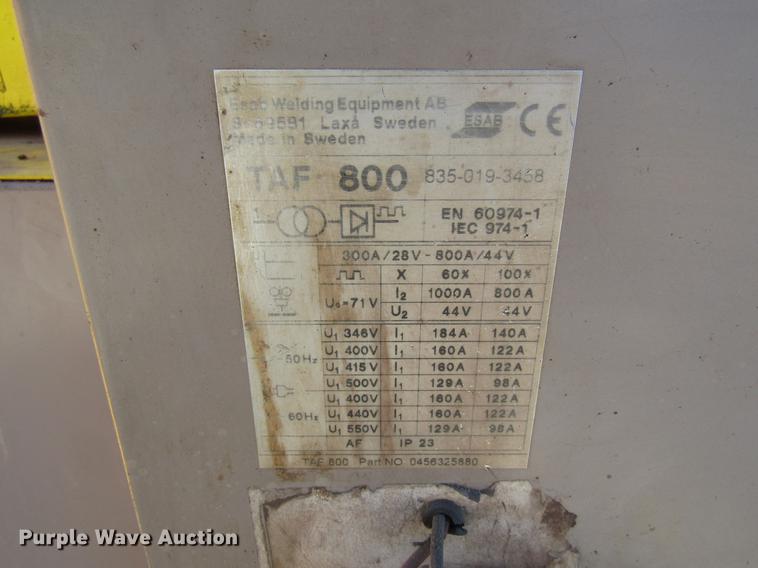 Esab Welding Equipment AB
S-69581 Laxå Sweden
Made in Sweden
ESAB CE
TAF 800 835-019-3458
1~
EN 60974-1
IEC 974-1
300A/28V - 800A/44V
X 60% 100%
U₀=71V I₂ 1000A 800A
U₂ 44V 44V
U₁ 346V I₁ 184A 140A
U₁ 400V I₁ 160A 122A
50Hz U₁ 415V I₁ 160A 122A
U₁ 500V I₁ 129A 98A
U₁ 400V I₁ 160A 122A
60Hz U₁ 440V I₁ 160A 122A
U₁ 550V I₁ 129A 98A
AF IP 23
TAF 800 Part NO 0456325880
Purple Wave Auction